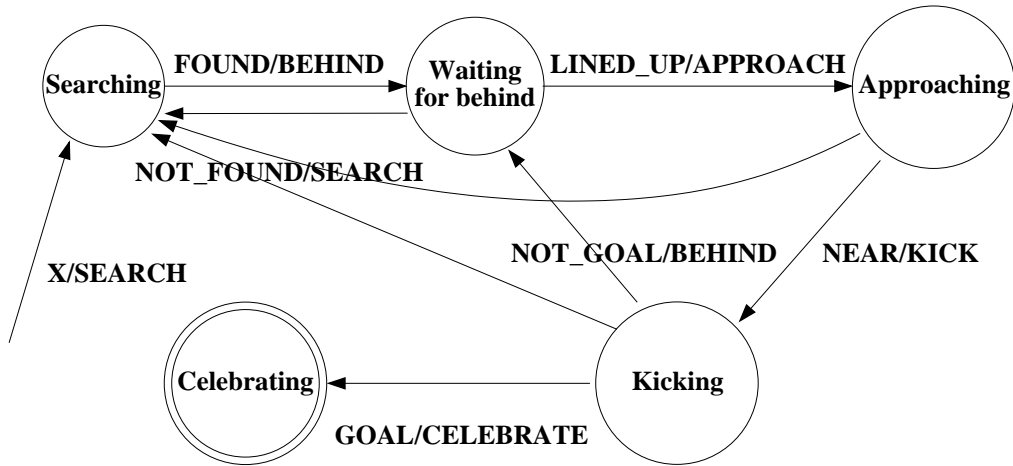 FOUND/BEHIND
LINED_UP/APPROACH
Searching
Waiting
for behind
Approaching
NOT_FOUND/SEARCH
NOT_GOAL/BEHIND
NEAR/KICK
X/SEARCH
Celebrating
Kicking
GOAL/CELEBRATE